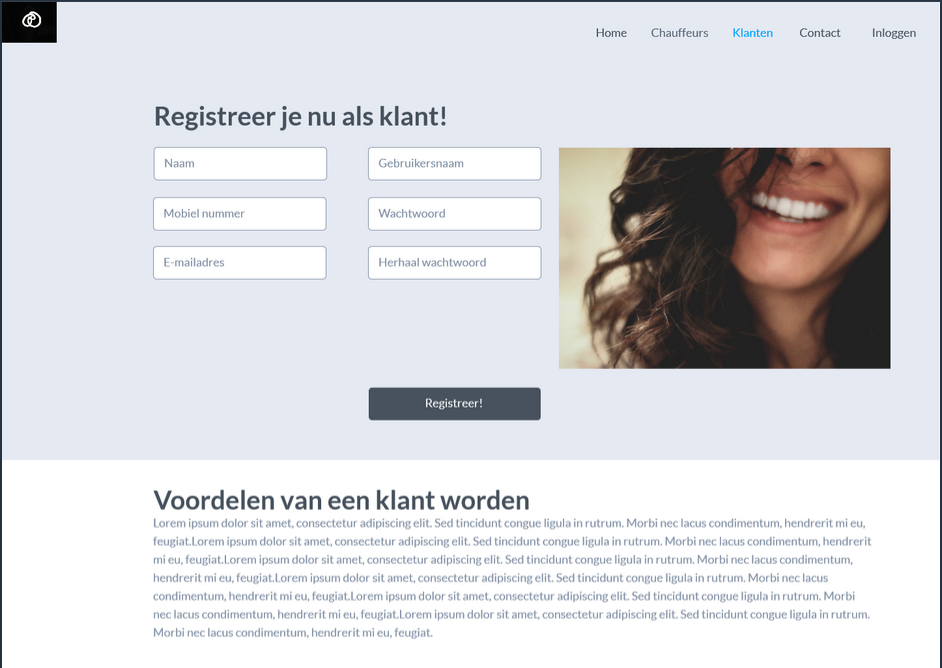 Home Chauffeurs Klanten Contact Inloggen
Registreer je nu als klant!
Naam Gebruikersnaam
Mobiel nummer Wachtwoord
E-mailadres Herhaal wachtwoord
Registreer!
Voordelen van een klant worden
Lorem ipsum dolor sit amet, consectetur adipiscing elit. Sed tincidunt congue ligula in rutrum. Morbi nec lacus condimentum, hendrerit mi eu,
feugiat.Lorem ipsum dolor sit amet, consectetur adipiscing elit. Sed tincidunt congue ligula in rutrum. Morbi nec lacus condimentum, hendrerit
mi eu, feugiat.Lorem ipsum dolor sit amet, consectetur adipiscing elit. Sed tincidunt congue ligula in rutrum. Morbi nec lacus condimentum,
hendrerit mi eu, feugiat.Lorem ipsum dolor sit amet, consectetur adipiscing elit. Sed tincidunt congue ligula in rutrum. Morbi nec lacus
condimentum, hendrerit mi eu, feugiat.Lorem ipsum dolor sit amet, consectetur adipiscing elit. Sed tincidunt congue ligula in rutrum. Morbi
nec lacus condimentum, hendrerit mi eu, feugiat.Lorem ipsum dolor sit amet, consectetur adipiscing elit. Sed tincidunt congue ligula in rutrum.
Morbi nec lacus condimentum, hendrerit mi eu, feugiat.